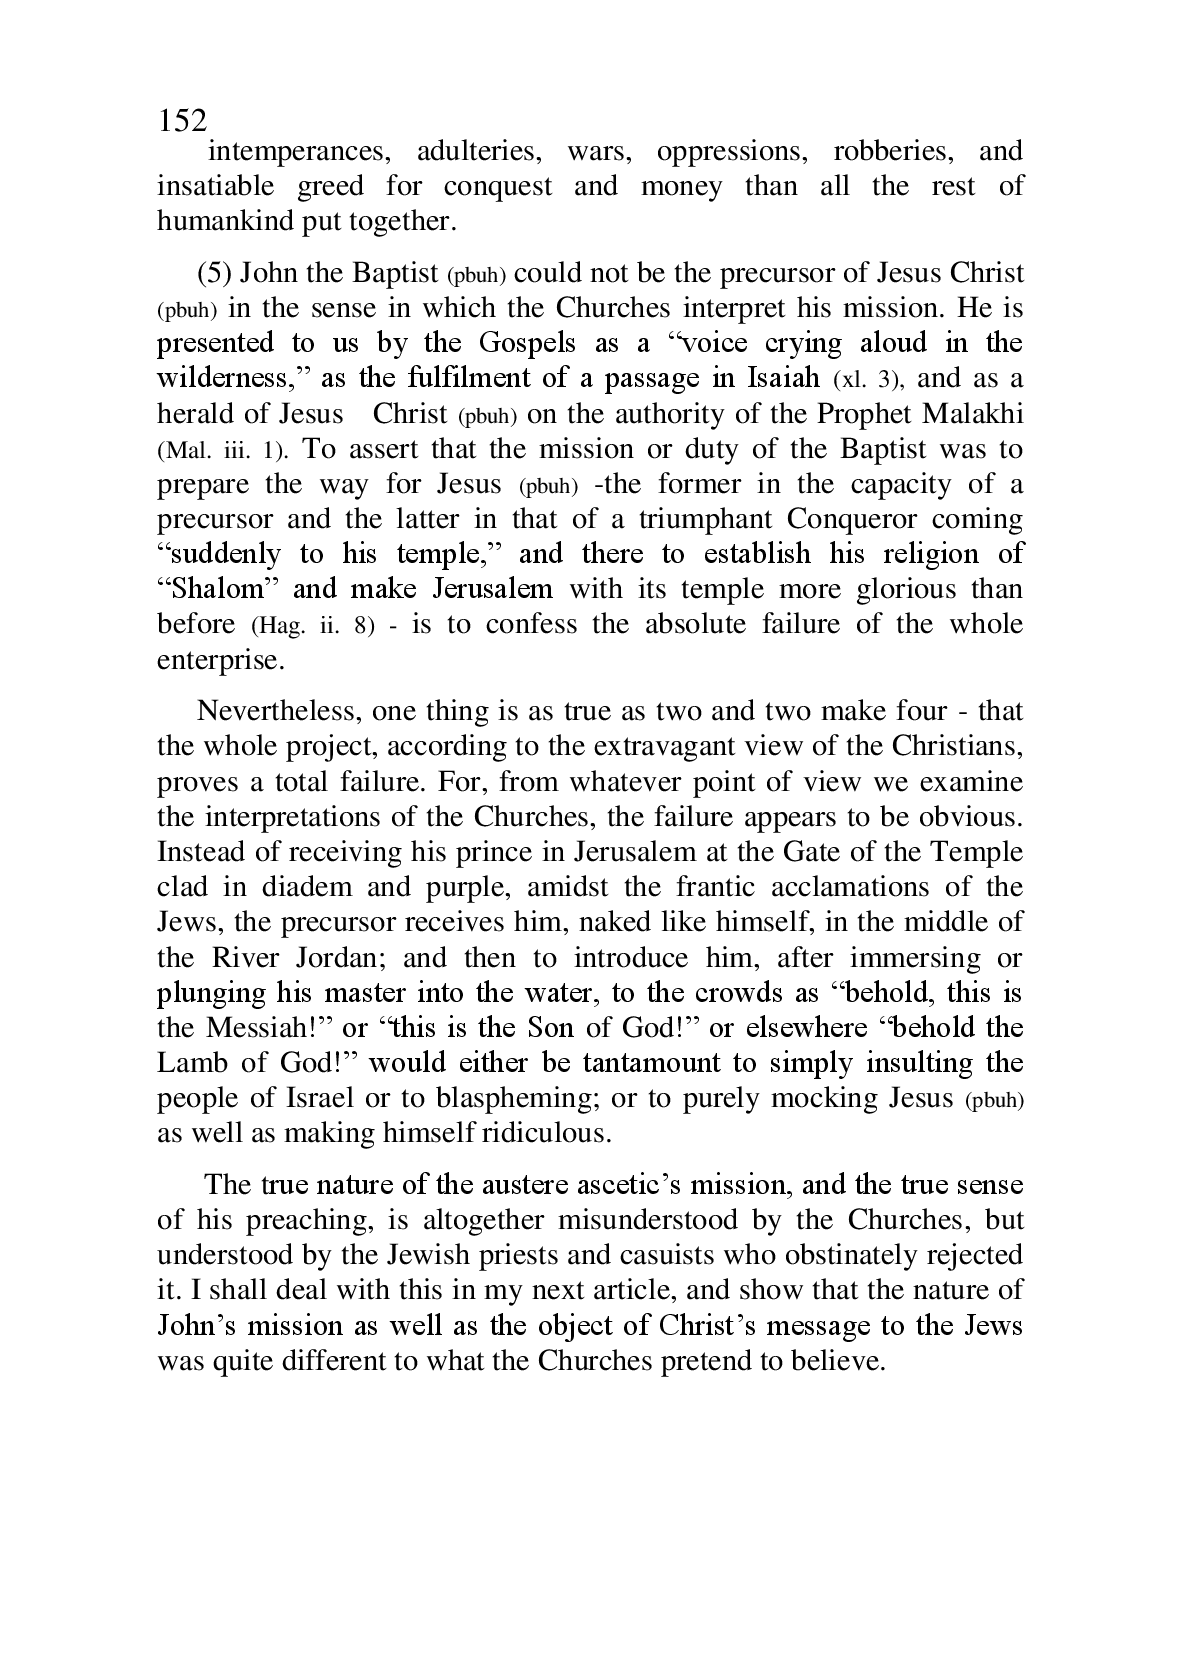 152
intemperances, adulteries, wars, oppressions, robberies, and
insatiable greed for conquest and money than all the rest of
humankind put together.
(5) John the Baptist (pbuh) could not be the precursor of Jesus Christ
(pbuh) in the sense in which the Churches interpret his mission. He is
presented to us by the Gospels as a “voice crying aloud in the
wilderness,” as the fulfilment of a passage in Isaiah (xl. 3), and as a
herald of Jesus Christ (pbuh) on the authority of the Prophet Malakhi
(Mal. iii. 1). To assert that the mission or duty of the Baptist was to
prepare the way for Jesus (pbuh) -the former in the capacity of a
precursor and the latter in that of a triumphant Conqueror coming
“suddenly to his temple,” and there to establish his religion of
“Shalom” and make Jerusalem with its temple more glorious than
before (Hag. ii. 8) - is to confess the absolute failure of the whole
enterprise.
Nevertheless, one thing is as true as two and two make four - that
the whole project, according to the extravagant view of the Christians,
proves a total failure. For, from whatever point of view we examine
the interpretations of the Churches, the failure appears to be obvious.
Instead of receiving his prince in Jerusalem at the Gate of the Temple
clad in diadem and purple, amidst the frantic acclamations of the
Jews, the precursor receives him, naked like himself, in the middle of
the River Jordan; and then to introduce him, after immersing or
plunging his master into the water, to the crowds as “behold, this is
the Messiah!” or “this is the Son of God!” or elsewhere “behold the
Lamb of God!” would either be tantamount to simply insulting the
people of Israel or to blaspheming; or to purely mocking Jesus (pbuh)
as well as making himself ridiculous.
The true nature of the austere ascetic’s mission, and the true sense
of his preaching, is altogether misunderstood by the Churches, but
understood by the Jewish priests and casuists who obstinately rejected
it. I shall deal with this in my next article, and show that the nature of
John’s mission as well as the object of Christ’s message to the Jews
was quite different to what the Churches pretend to believe.